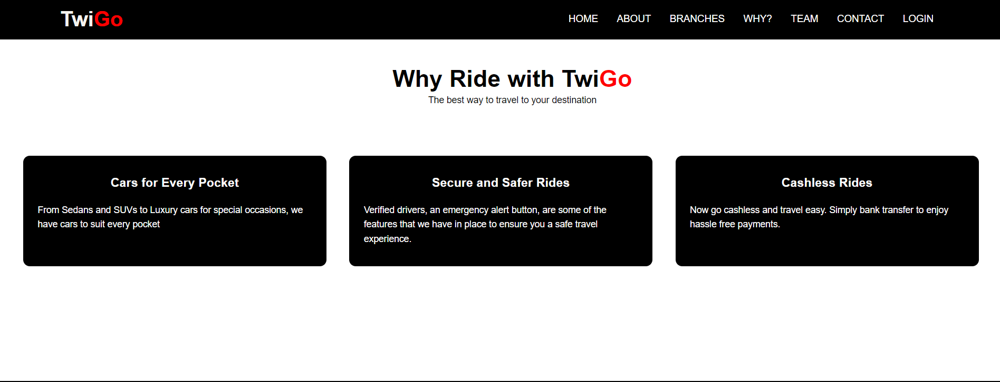 TwiGo
HOME ABOUT BRANCHES WHY? TEAM CONTACT LOGIN
Why Ride with TwiGo
The best way to travel to your destination
Cars for Every Pocket
From Sedans and SUVs to Luxury cars for special occasions, we
have cars to suit every pocket
Secure and Safer Rides
Verified drivers, an emergency alert button, are some of the
features that we have in place to ensure you a safe travel
experience.
Cashless Rides
Now go cashless and travel easy. Simply bank transfer to enjoy
hassle free payments.